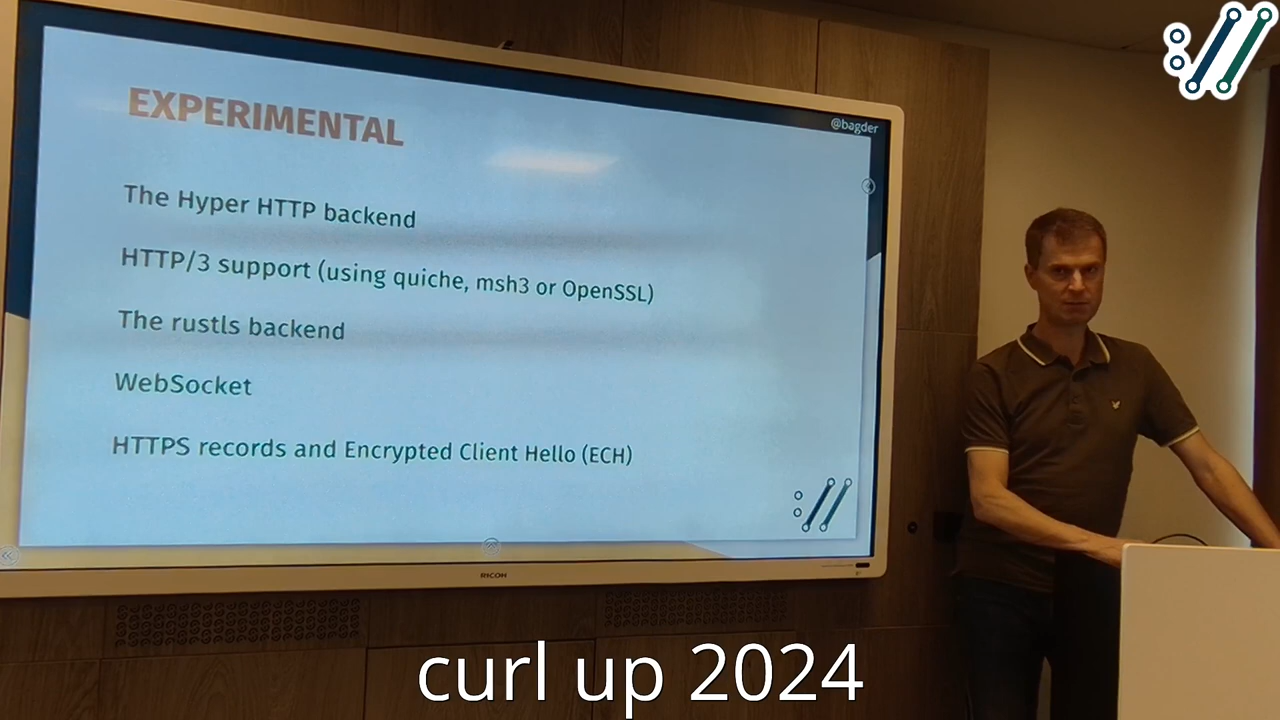 EXPERIMENTAL
@bagder
The Hyper HTTP backend
HTTP/3 support (using quiche, msh3 or OpenSSL)
The rustls backend
WebSocket
HTTPS records and Encrypted Client Hello (ECH)
RICOH
curl up 2024